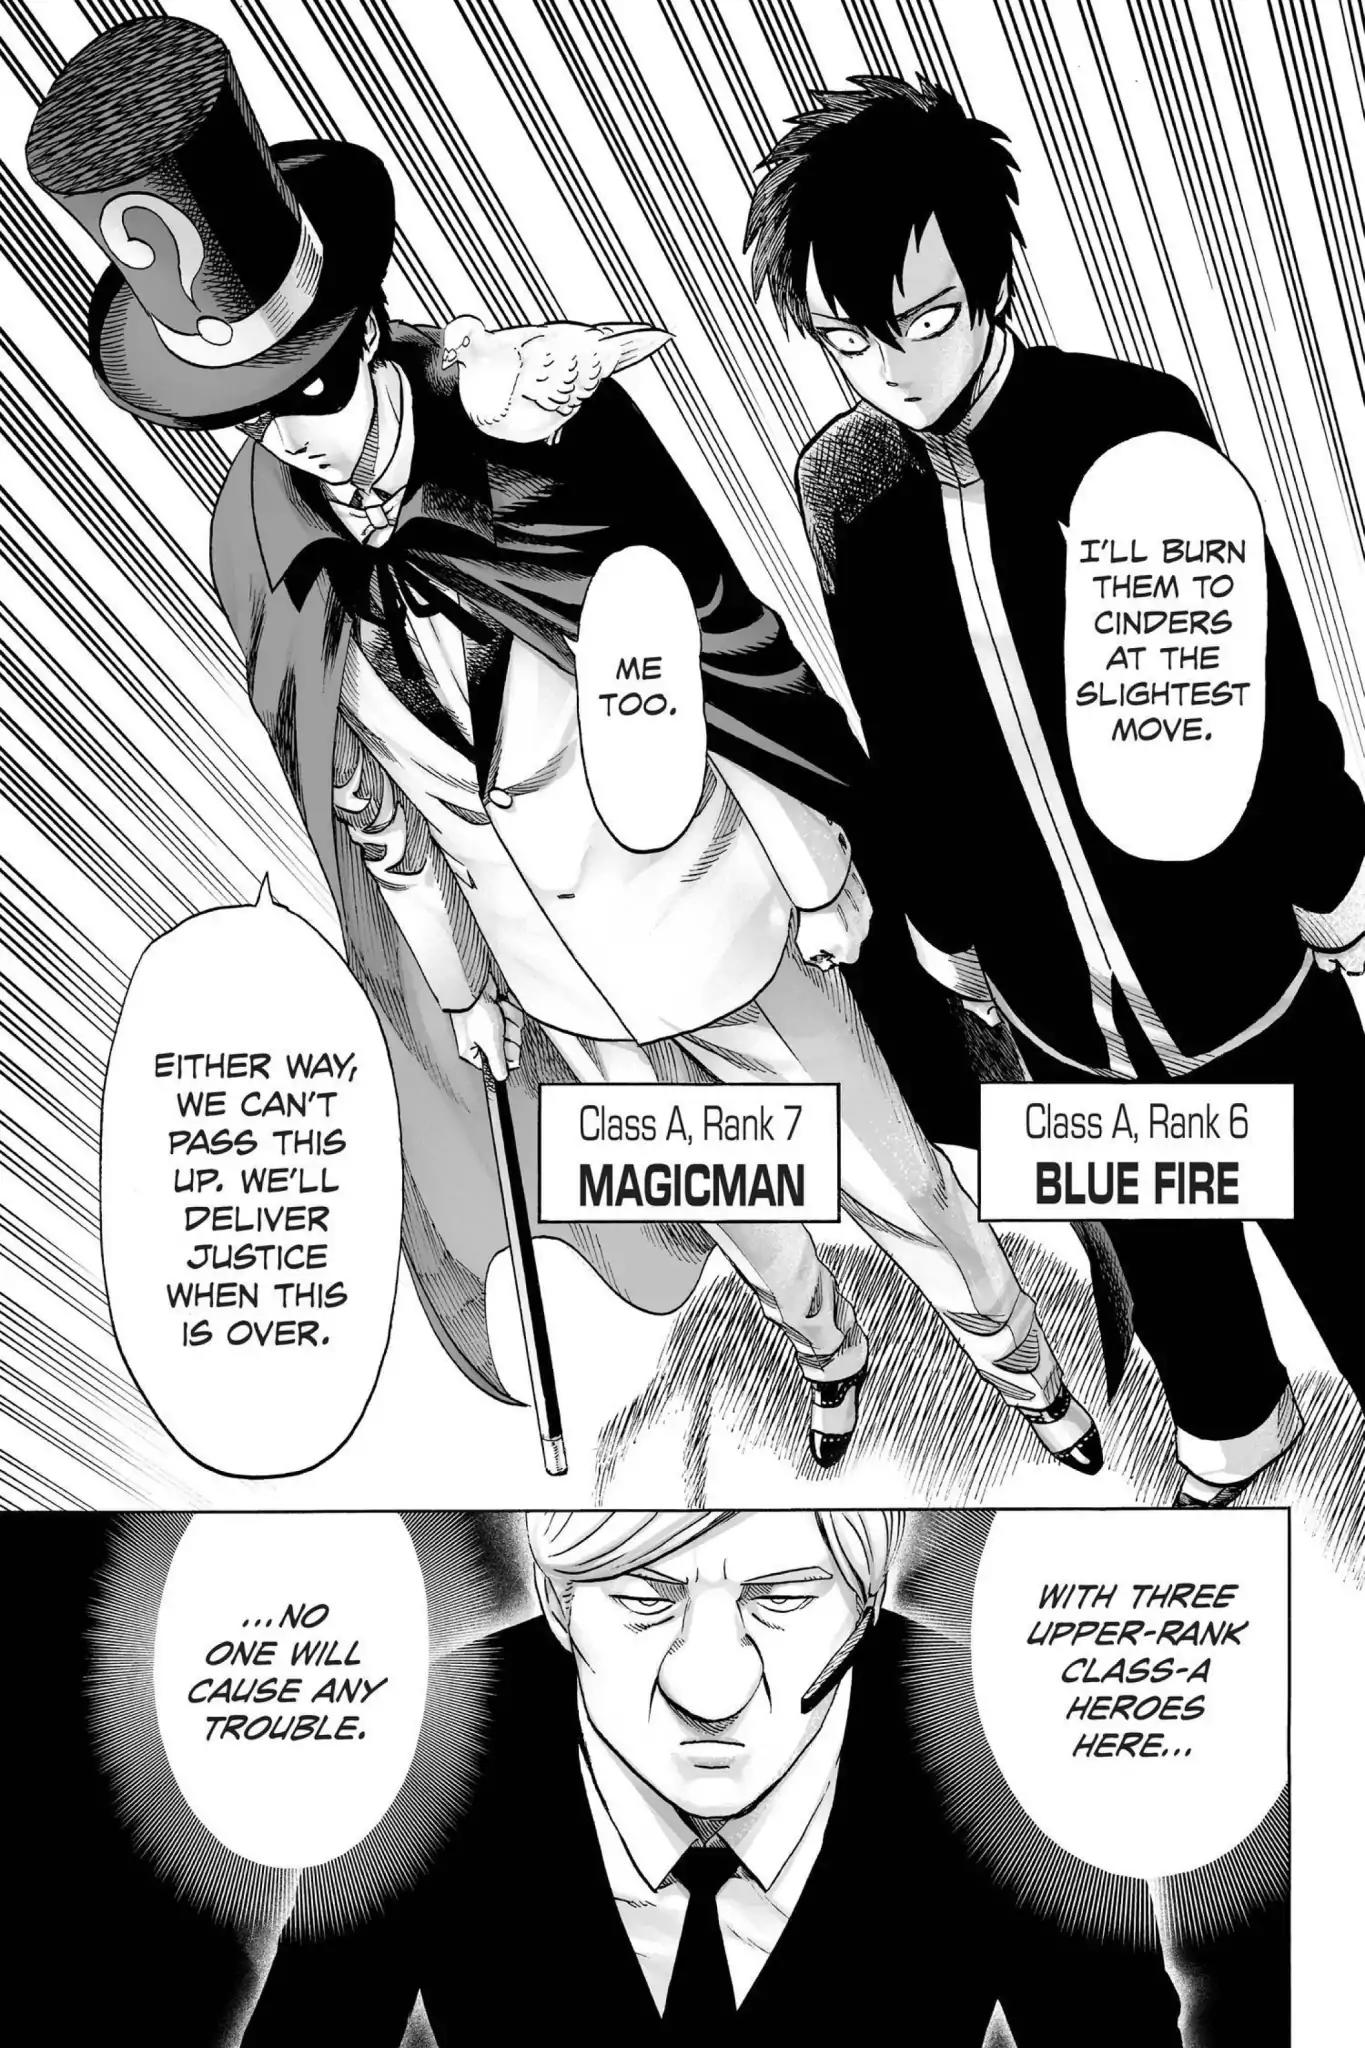 I'LL BURN
THEM TO
CINDERS
AT THE
SLIGHTEST
MOVE.
ME
TOO.
Class A, Rank 6
BLUE FIRE
Class A, Rank 7
MAGICMAN
EITHER WAY,
WE CAN'T
PASS THIS
UP. WE'LL
DELIVER
JUSTICE
WHEN THIS
IS OVER.
WITH THREE
UPPER-RANK
CLASS-A
HEROES
HERE...
...NO
ONE WILL
CAUSE ANY
TROUBLE.